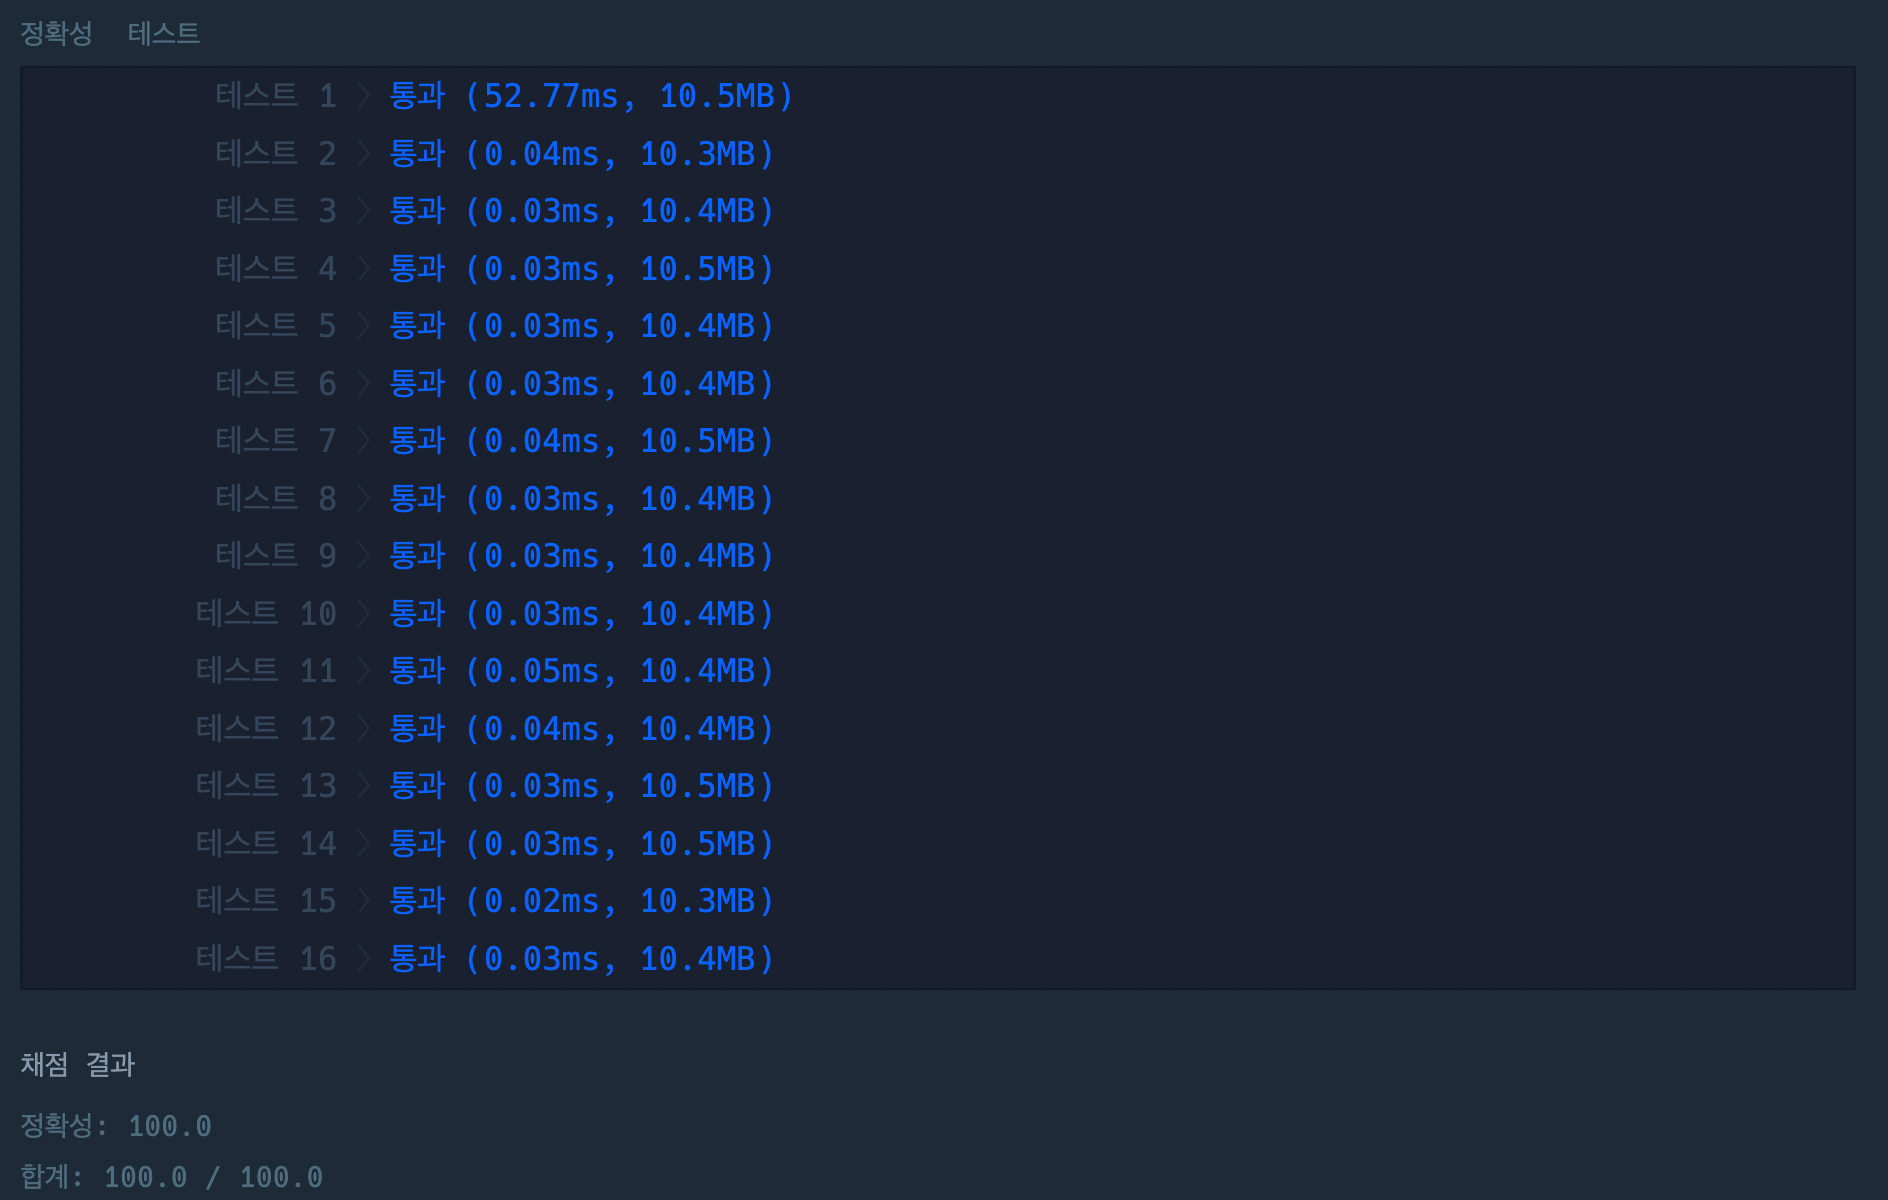 정확성 테스트
테스트 1 〉 통과 (52.77ms, 10.5MB)
테스트 2 〉 통과 (0.04ms, 10.3MB)
테스트 3 〉 통과 (0.03ms, 10.4MB)
테스트 4 〉 통과 (0.03ms, 10.5MB)
테스트 5 〉 통과 (0.03ms, 10.4MB)
테스트 6 〉 통과 (0.03ms, 10.4MB)
테스트 7 〉 통과 (0.04ms, 10.5MB)
테스트 8 〉 통과 (0.03ms, 10.4MB)
테스트 9 〉 통과 (0.03ms, 10.4MB)
테스트 10 〉 통과 (0.03ms, 10.4MB)
테스트 11 〉 통과 (0.05ms, 10.4MB)
테스트 12 〉 통과 (0.04ms, 10.4MB)
테스트 13 〉 통과 (0.03ms, 10.5MB)
테스트 14 〉 통과 (0.03ms, 10.5MB)
테스트 15 〉 통과 (0.02ms, 10.3MB)
테스트 16 〉 통과 (0.03ms, 10.4MB)
채점 결과
정확성: 100.0
합계: 100.0 / 100.0